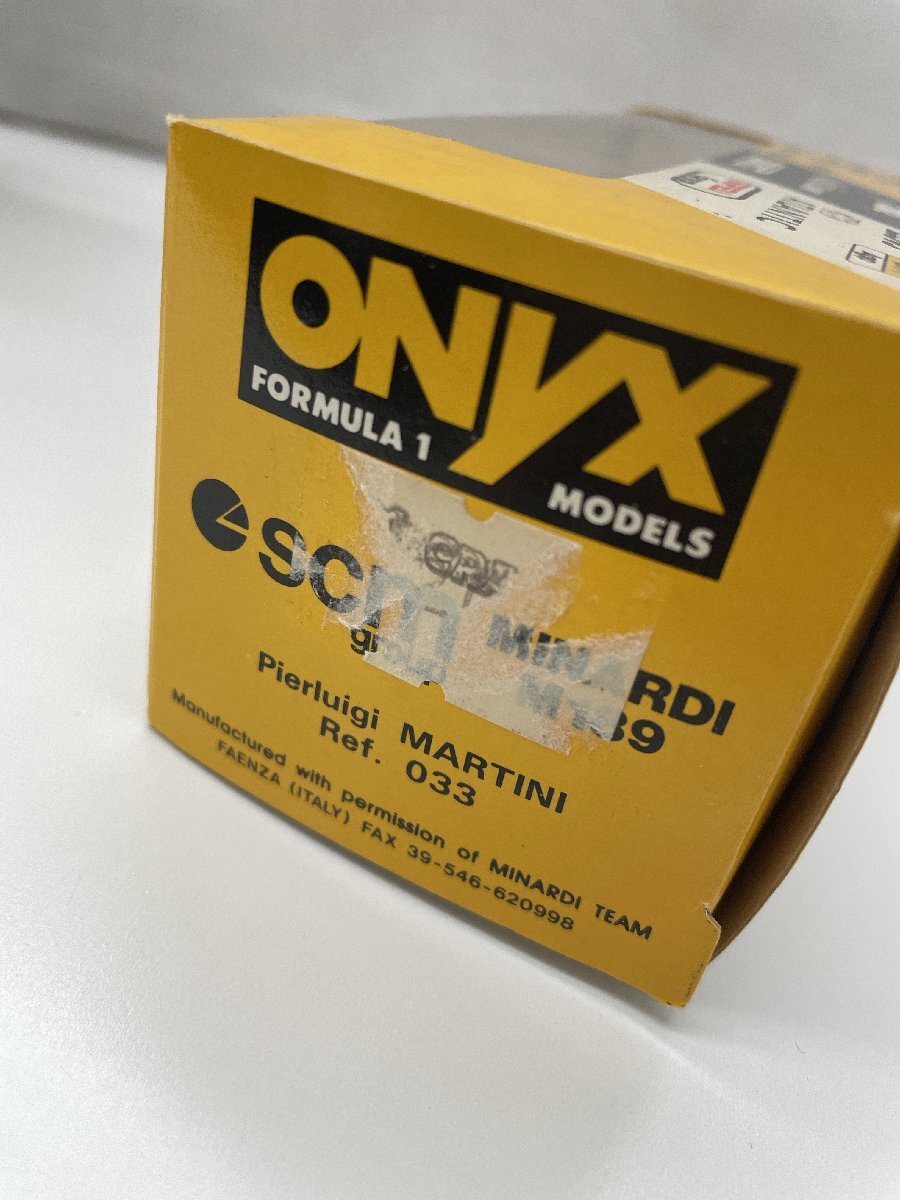 ONYX
FORMULA 1
MODELS
scm MINARDI
group M189
Pierluigi MARTINI
Ref. 033
Manufactured with permission of MINARDI TEAM
FAENZA (ITALY) FAX 39-546-620998